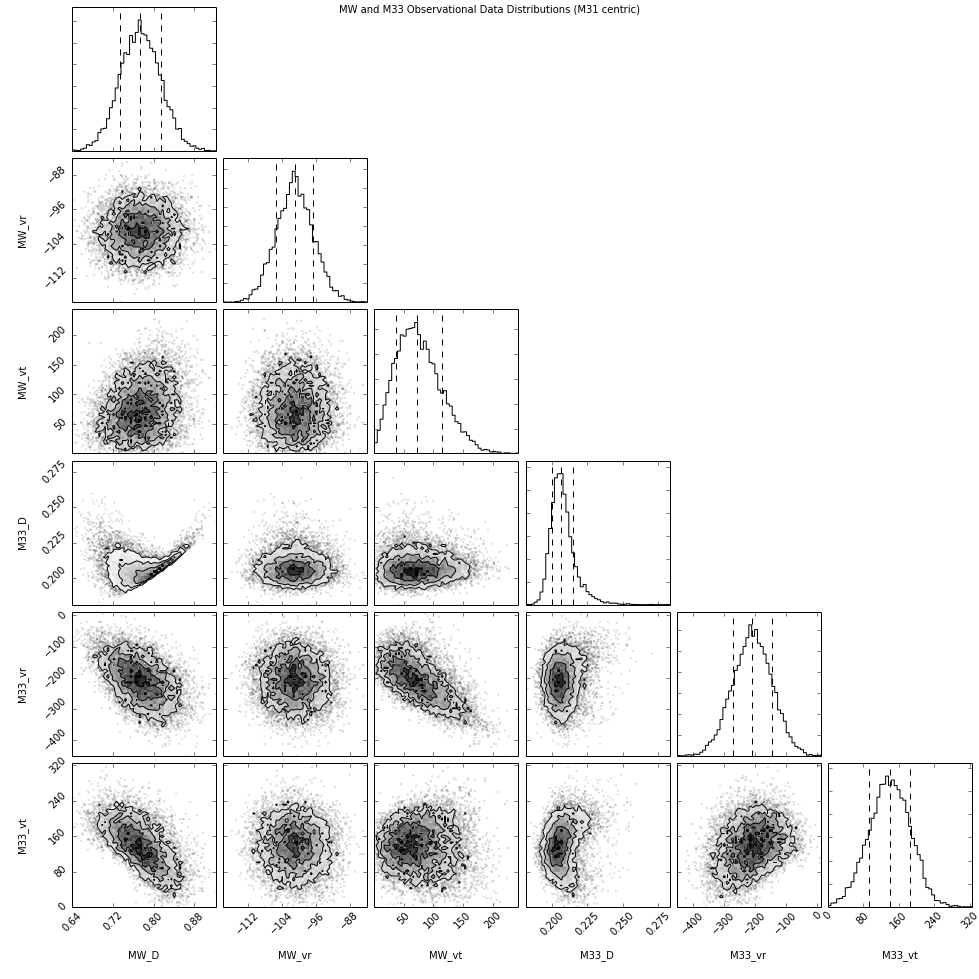 MW and M33 Observational Data Distributions (M31 centric)
MW_vr
−88
−96
−104
−112
MW_vt
200
150
100
50
M33_D
0.275
0.250
0.225
0.200
M33_vr
0
−100
−200
−300
−400
M33_vt
320
240
160
80
0
0.64 0.72 0.80 0.88 −112 −104 −96 −88 50 100 150 200 0.200 0.225 0.250 0.275 −400 −300 −200 −100 0 0 80 160 240 320
MW_D MW_vr MW_vt M33_D M33_vr M33_vt